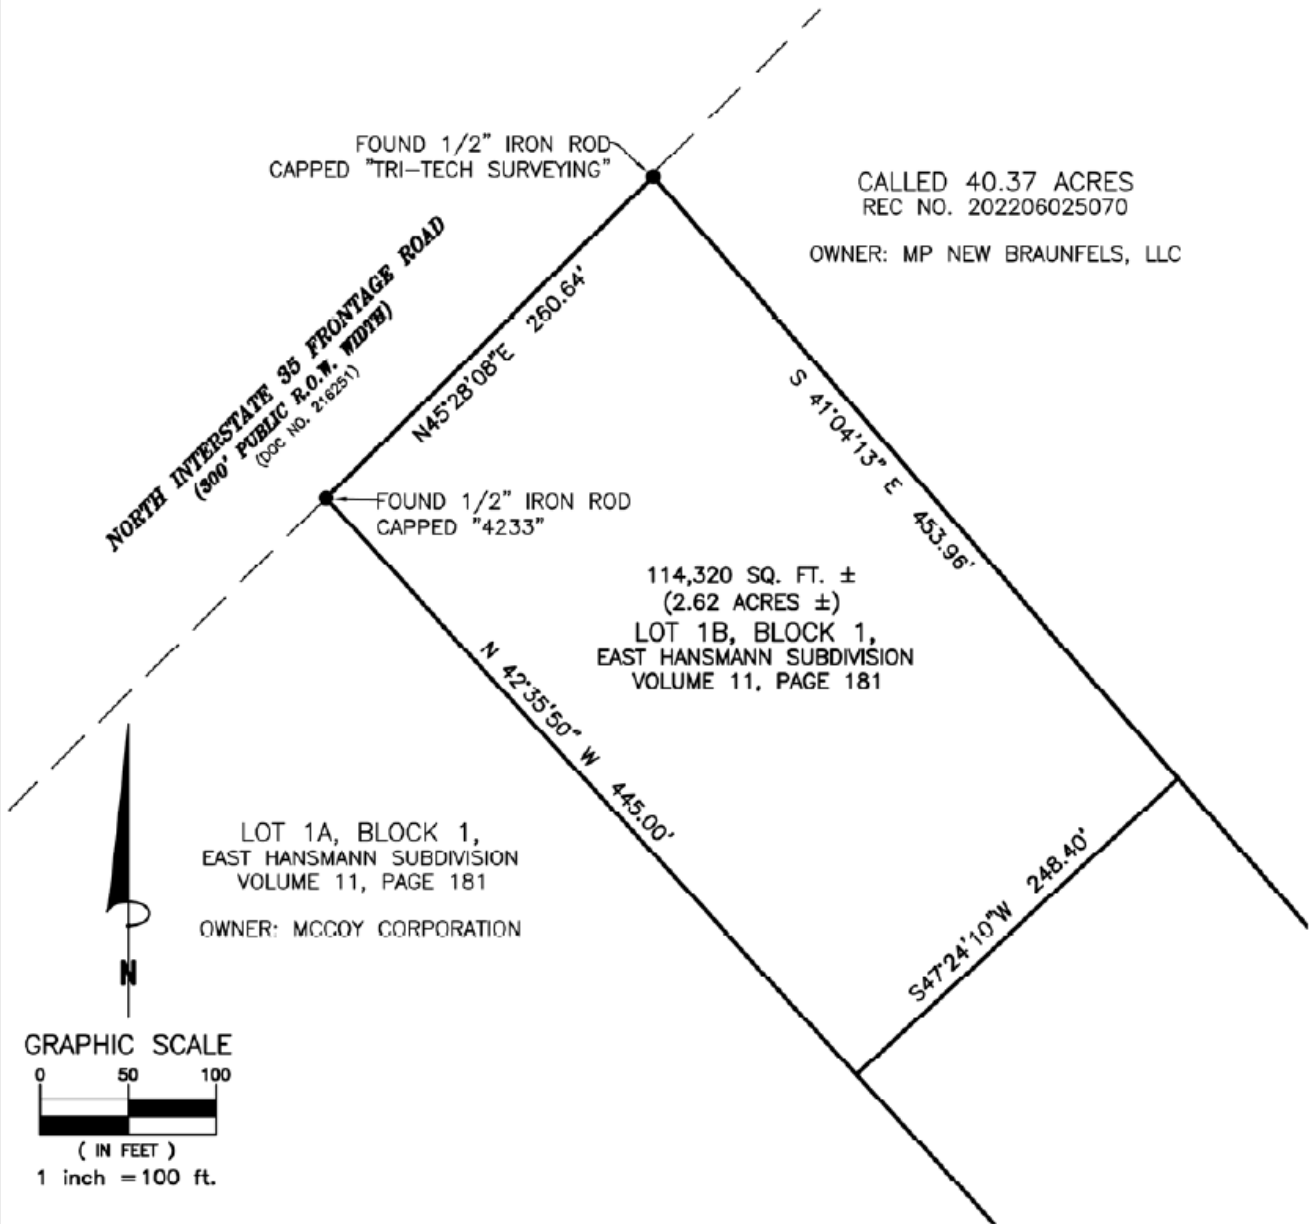 FOUND 1/2" IRON ROD
CAPPED "TRI-TECH SURVEYING"
CALLED 40.37 ACRES
REC NO. 202206025070
OWNER: MP NEW BRAUNFELS, LLC
NORTH INTERSTATE 35 FRONTAGE ROAD
(300' PUBLIC R.O.W. WIDTH)
(DOC NO. 216251)
N45°28'08"E 260.64'
S 41°04'13" E 453.96'
FOUND 1/2" IRON ROD
CAPPED "4233"
114,320 SQ. FT. ±
(2.62 ACRES ±)
LOT 1B, BLOCK 1,
EAST HANSMANN SUBDIVISION
VOLUME 11, PAGE 181
N 42°35'50" W 445.00'
LOT 1A, BLOCK 1,
EAST HANSMANN SUBDIVISION
VOLUME 11, PAGE 181
OWNER: MCCOY CORPORATION
S47°24'10"W 248.40'
N
GRAPHIC SCALE
0 50 100
( IN FEET )
1 inch = 100 ft.